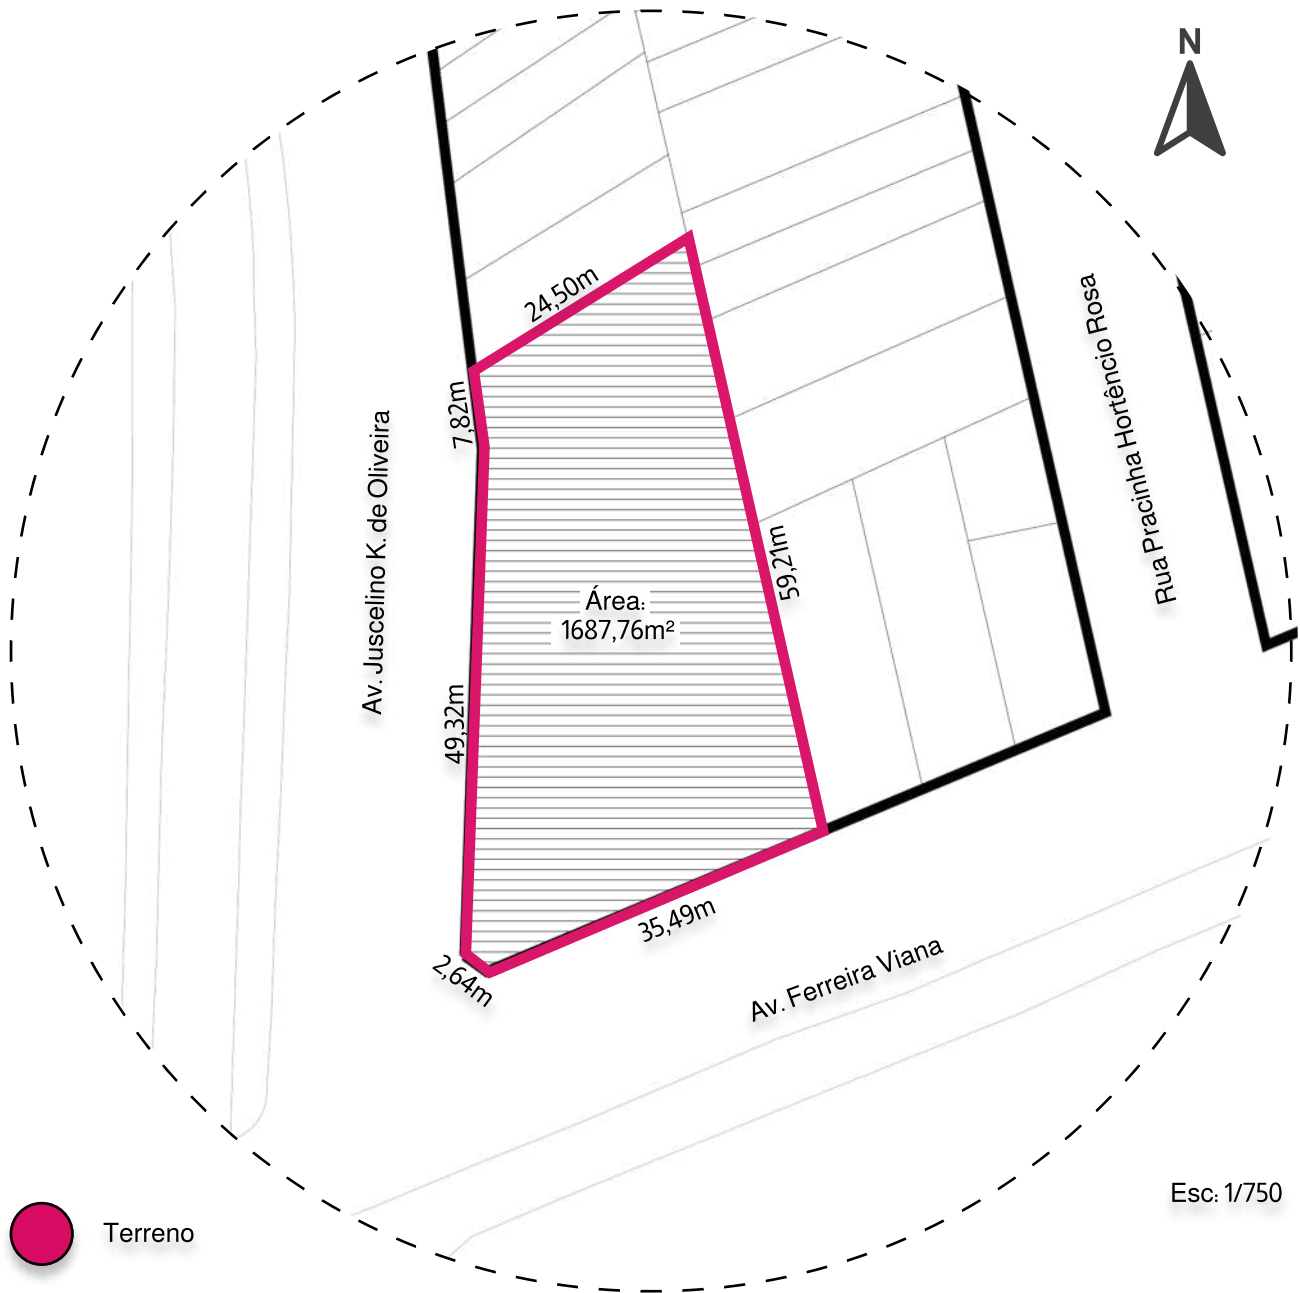 N
24,50m
7,82m
Av. Juscelino K. de Oliveira
Rua Pracinha Hortêncio Rosa
59,21m
Área:
1687,76m²
49,32m
35,49m
2,64m
Av. Ferreira Viana
Esc: 1/750
Terreno